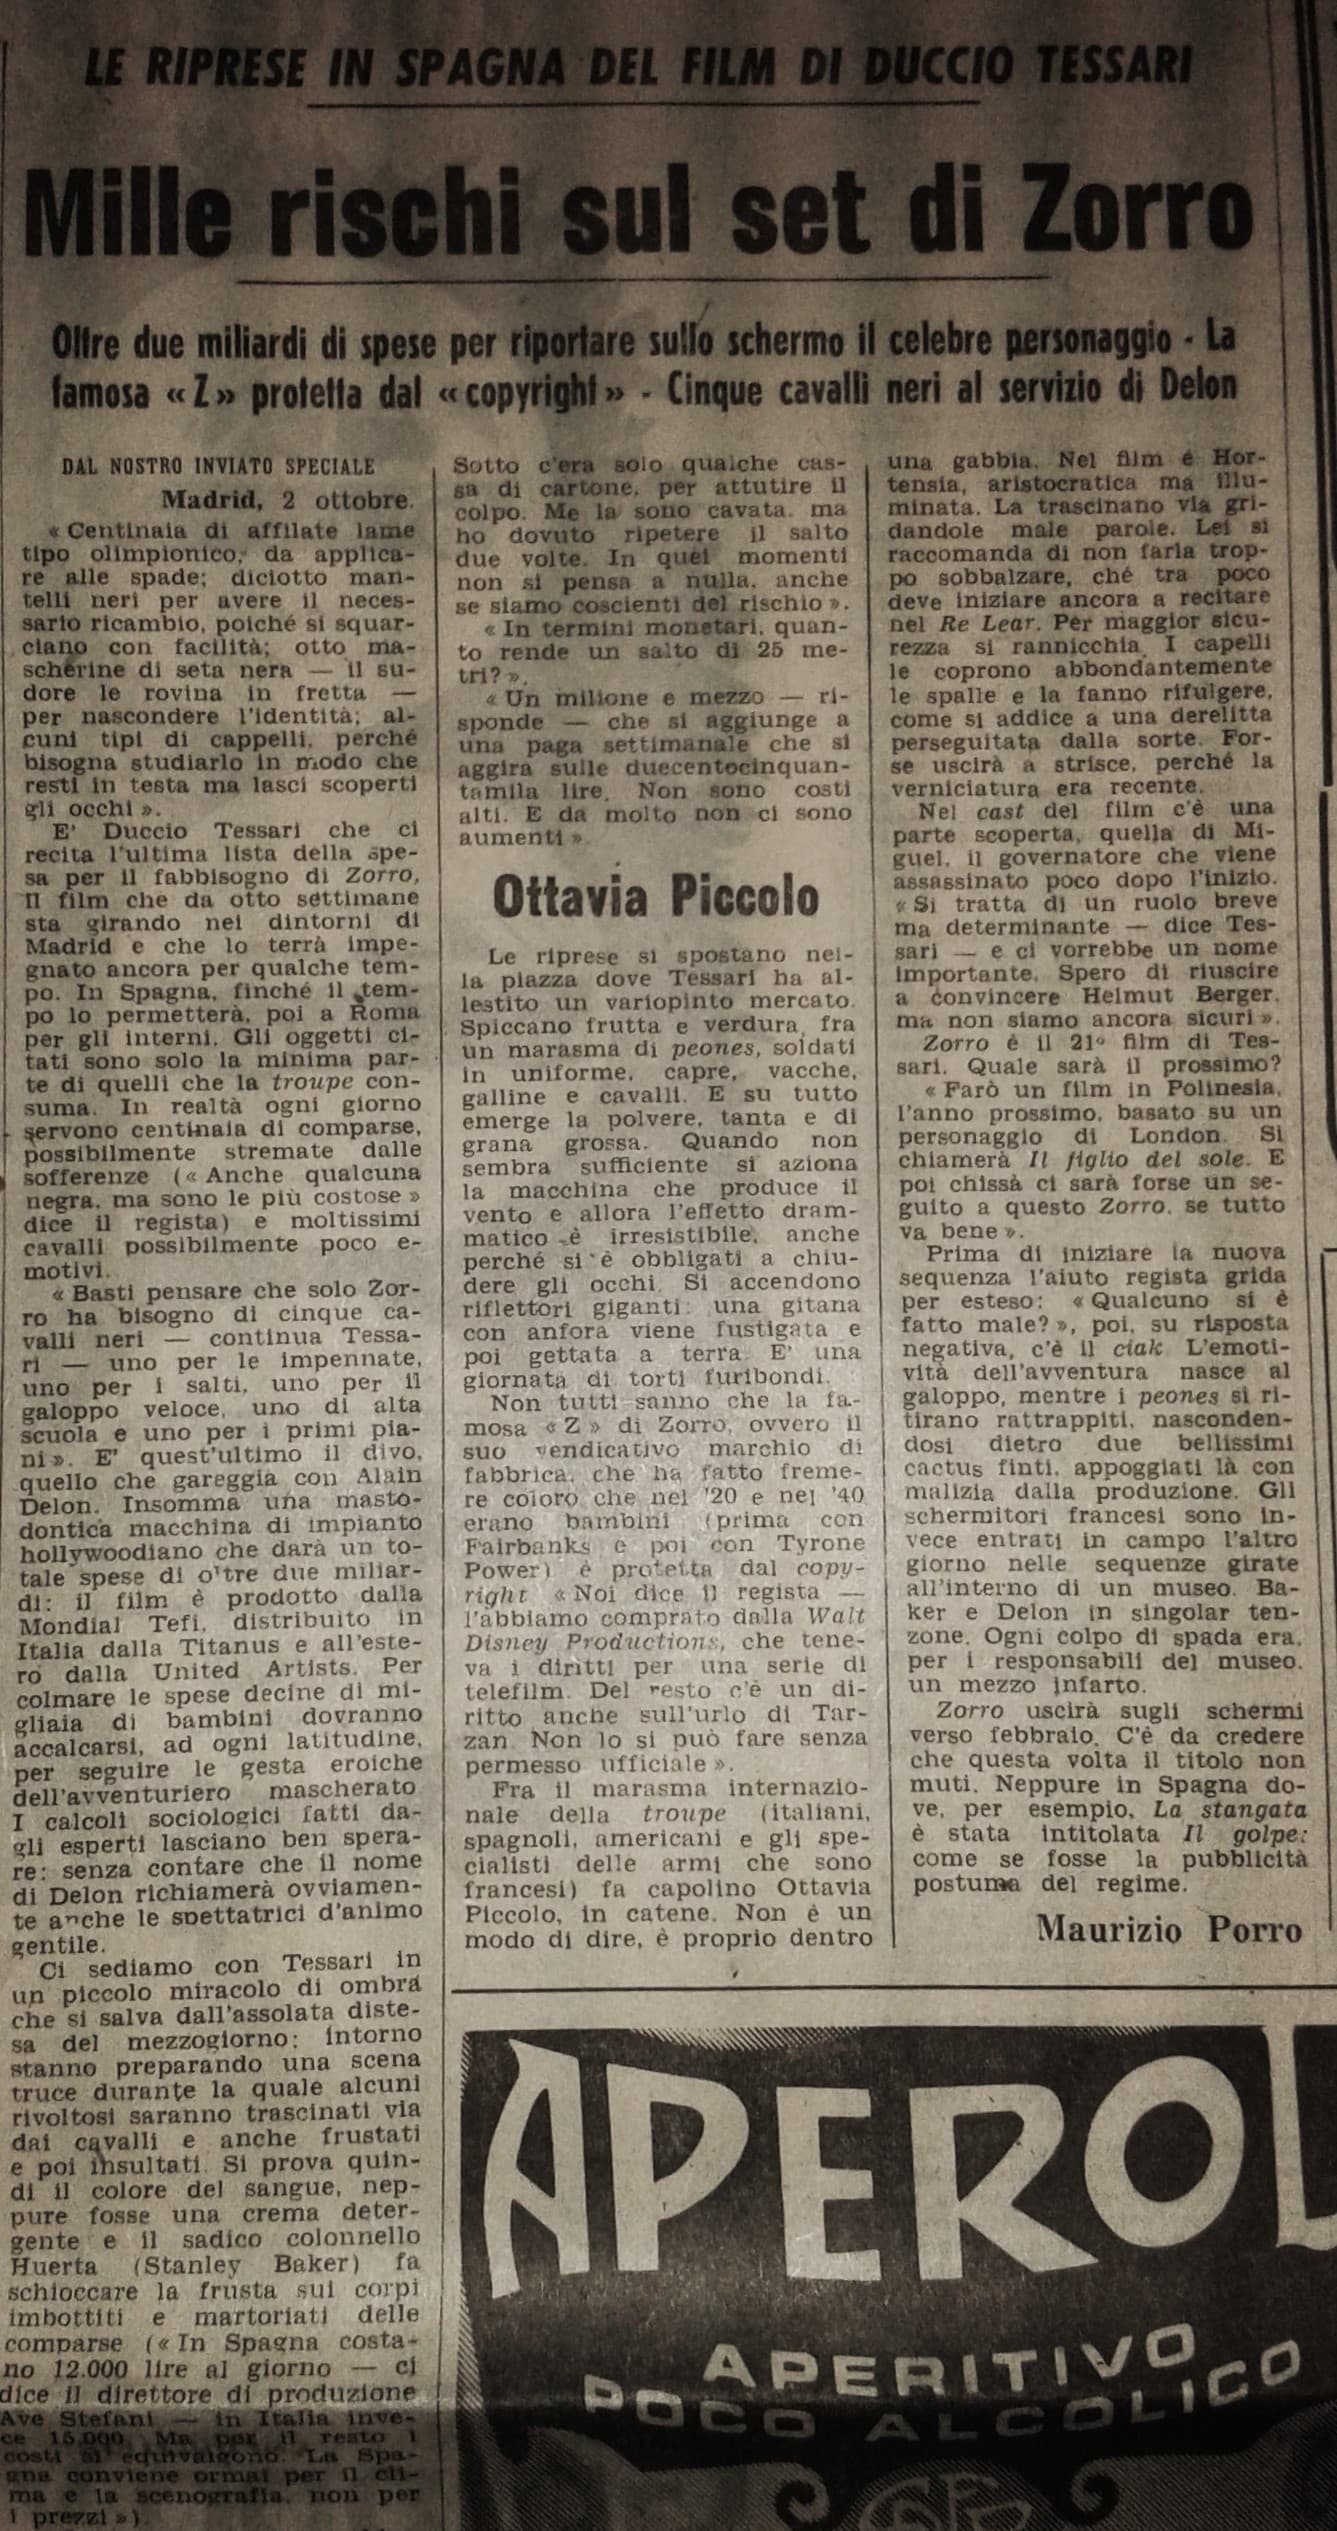 LE RIPRESE IN SPAGNA DEL FILM DI DUCCIO TESSARI
Mille rischi sul set di Zorro
Oltre due miliardi di spese per riportare sullo schermo il celebre personaggio - La
famosa «Z» protetta dal «copyright» - Cinque cavalli neri al servizio di Delon
DAL NOSTRO INVIATO SPECIALE
Madrid, 2 ottobre.
«Centinaia di affilate lame
tipo olimpionico, da applica-
re alle spade; diciotto man-
telli neri per avere il neces-
sario ricambio, poiché si squar-
ciano con facilità; otto ma-
scherine di seta nera — il su-
dore le rovina in fretta —
per nascondere l'identità; al-
cuni tipi di cappelli, perché
bisogna studiarlo in modo che
resti in testa ma lasci scoperti
gli occhi».
E' Duccio Tessari che ci
recita l'ultima lista della spe-
sa per il fabbisogno di Zorro,
il film che da otto settimane
sta girando nei dintorni di
Madrid e che lo terrà impe-
gnato ancora per qualche tem-
po. In Spagna, finché il tem-
po lo permetterà, poi a Roma
per gli interni. Gli oggetti ci-
tati sono solo la minima par-
te di quelli che la troupe con-
suma. In realtà ogni giorno
servono centinaia di comparse,
possibilmente stremate dalle
sofferenze («Anche qualcuna
negra, ma sono le più costose»
dice il regista) e moltissimi
cavalli possibilmente poco e-
motivi.
«Basti pensare che solo Zor-
ro ha bisogno di cinque ca-
valli neri — continua Tessa-
ri — uno per le impennate,
uno per i salti, uno per il
galoppo veloce, uno di alta
scuola e uno per i primi pia-
ni». E' quest'ultimo il divo,
quello che gareggia con Alain
Delon. Insomma una masto-
dontica macchina di impianto
hollywoodiano che darà un to-
tale spese di oltre due miliar-
di: il film è prodotto dalla
Mondial Tefi, distribuito in
Italia dalla Titanus e all'este-
ro dalla United Artists. Per
colmare le spese decine di mi-
gliaia di bambini dovranno
accalcarsi, ad ogni latitudine,
per seguire le gesta eroiche
dell'avventuriero mascherato
I calcoli sociologici fatti da-
gli esperti lasciano ben spera-
re: senza contare che il nome
di Delon richiamerà ovviamen-
te anche le spettatrici d'animo
gentile.
Ci sediamo con Tessari in
un piccolo miracolo di ombra
che si salva dall'assolata diste-
sa del mezzogiorno: intorno
stanno preparando una scena
truce durante la quale alcuni
rivoltosi saranno trascinati via
dai cavalli e anche frustati
e poi insultati. Si prova quin-
di il colore del sangue, nep-
pure fosse una crema deter-
gente e il sadico colonnello
Huerta (Stanley Baker) fa
schioccare la frusta sui corpi
imbottiti e martoriati delle
comparse («In Spagna costa-
no 12.000 lire al giorno — ci
dice il direttore di produzione
Ave Stefani — in Italia inve-
ce 15.000. Ma per il resto i
costi si equivalgono. La Spa-
gna conviene ormai per il cli-
ma e la scenografia, non per
i prezzi»)
Sotto c'era solo qualche cas-
sa di cartone, per attutire il
colpo. Me la sono cavata, ma
ho dovuto ripetere il salto
due volte. In quei momenti
non si pensa a nulla, anche
se siamo coscienti del rischio».
«In termini monetari, quan-
to rende un salto di 25 me-
tri?».
«Un milione e mezzo — ri-
sponde — che si aggiunge a
una paga settimanale che si
aggira sulle duecentocinquan-
tamila lire. Non sono costi
alti. E da molto non ci sono
aumenti».
Ottavia Piccolo
Le riprese si spostano nel-
la piazza dove Tessari ha al-
lestito un variopinto mercato.
Spiccano frutta e verdura, fra
un marasma di peones, soldati
in uniforme, capre, vacche,
galline e cavalli. E su tutto
emerge la polvere, tanta e di
grana grossa. Quando non
sembra sufficiente si aziona
la macchina che produce il
vento e allora l'effetto dram-
matico è irresistibile, anche
perché si è obbligati a chiu-
dere gli occhi. Si accendono
riflettori giganti: una gitana
con anfora viene fustigata e
poi gettata a terra. E' una
giornata di torti furibondi.
Non tutti sanno che la fa-
mosa «Z» di Zorro, ovvero il
suo vendicativo marchio di
fabbrica, che ha fatto freme-
re coloro che nel '20 e nel '40
erano bambini (prima con
Fairbanks e poi con Tyrone
Power) è protetta dal copy-
right «Noi dice il regista —
l'abbiamo comprato dalla Walt
Disney Productions, che tene-
va i diritti per una serie di
telefilm. Del resto c'è un di-
ritto anche sull'urlo di Tar-
zan. Non lo si può fare senza
permesso ufficiale».
Fra il marasma internazio-
nale della troupe (italiani,
spagnoli, americani e gli spe-
cialisti delle armi che sono
francesi) fa capolino Ottavia
Piccolo, in catene. Non è un
modo di dire, è proprio dentro
una gabbia. Nel film è Hor-
tensia, aristocratica ma illu-
minata. La trascinano via gri-
dandole male parole. Lei si
raccomanda di non farla trop-
po sobbalzare, ché tra poco
deve iniziare ancora a recitare
nel Re Lear. Per maggior sicu-
rezza si rannicchia. I capelli
le coprono abbondantemente
le spalle e la fanno rifulgere,
come si addice a una derelitta
perseguitata dalla sorte. For-
se uscirà a strisce, perché la
verniciatura era recente.
Nel cast del film c'è una
parte scoperta, quella di Mi-
guel, il governatore che viene
assassinato poco dopo l'inizio.
«Si tratta di un ruolo breve
ma determinante — dice Tes-
sari — e ci vorrebbe un nome
importante. Spero di riuscire
a convincere Helmut Berger,
ma non siamo ancora sicuri».
Zorro è il 21° film di Tes-
sari. Quale sarà il prossimo?
«Farò un film in Polinesia,
l'anno prossimo, basato su un
personaggio di London. Si
chiamerà Il figlio del sole. E
poi chissà ci sarà forse un se-
guito a questo Zorro, se tutto
va bene».
Prima di iniziare la nuova
sequenza l'aiuto regista grida
per esteso: «Qualcuno si è
fatto male?», poi, su risposta
negativa, c'è il ciak. L'emoti-
vità dell'avventura nasce al
galoppo, mentre i peones si ri-
tirano rattrappiti, nasconden-
dosi dietro due bellissimi
cactus finti, appoggiati là con
malizia dalla produzione. Gli
schermitori francesi sono in-
vece entrati in campo l'altro
giorno nelle sequenze girate
all'interno di un museo. Ba-
ker e Delon in singolar ten-
zone. Ogni colpo di spada era,
per i responsabili del museo,
un mezzo infarto.
Zorro uscirà sugli schermi
verso febbraio. C'è da credere
che questa volta il titolo non
muti. Neppure in Spagna do-
ve, per esempio, La stangata
è stata intitolata Il golpe:
come se fosse la pubblicità
postuma del regime.
Maurizio Porro
APEROL
APERITIVO
POCO ALCOLICO